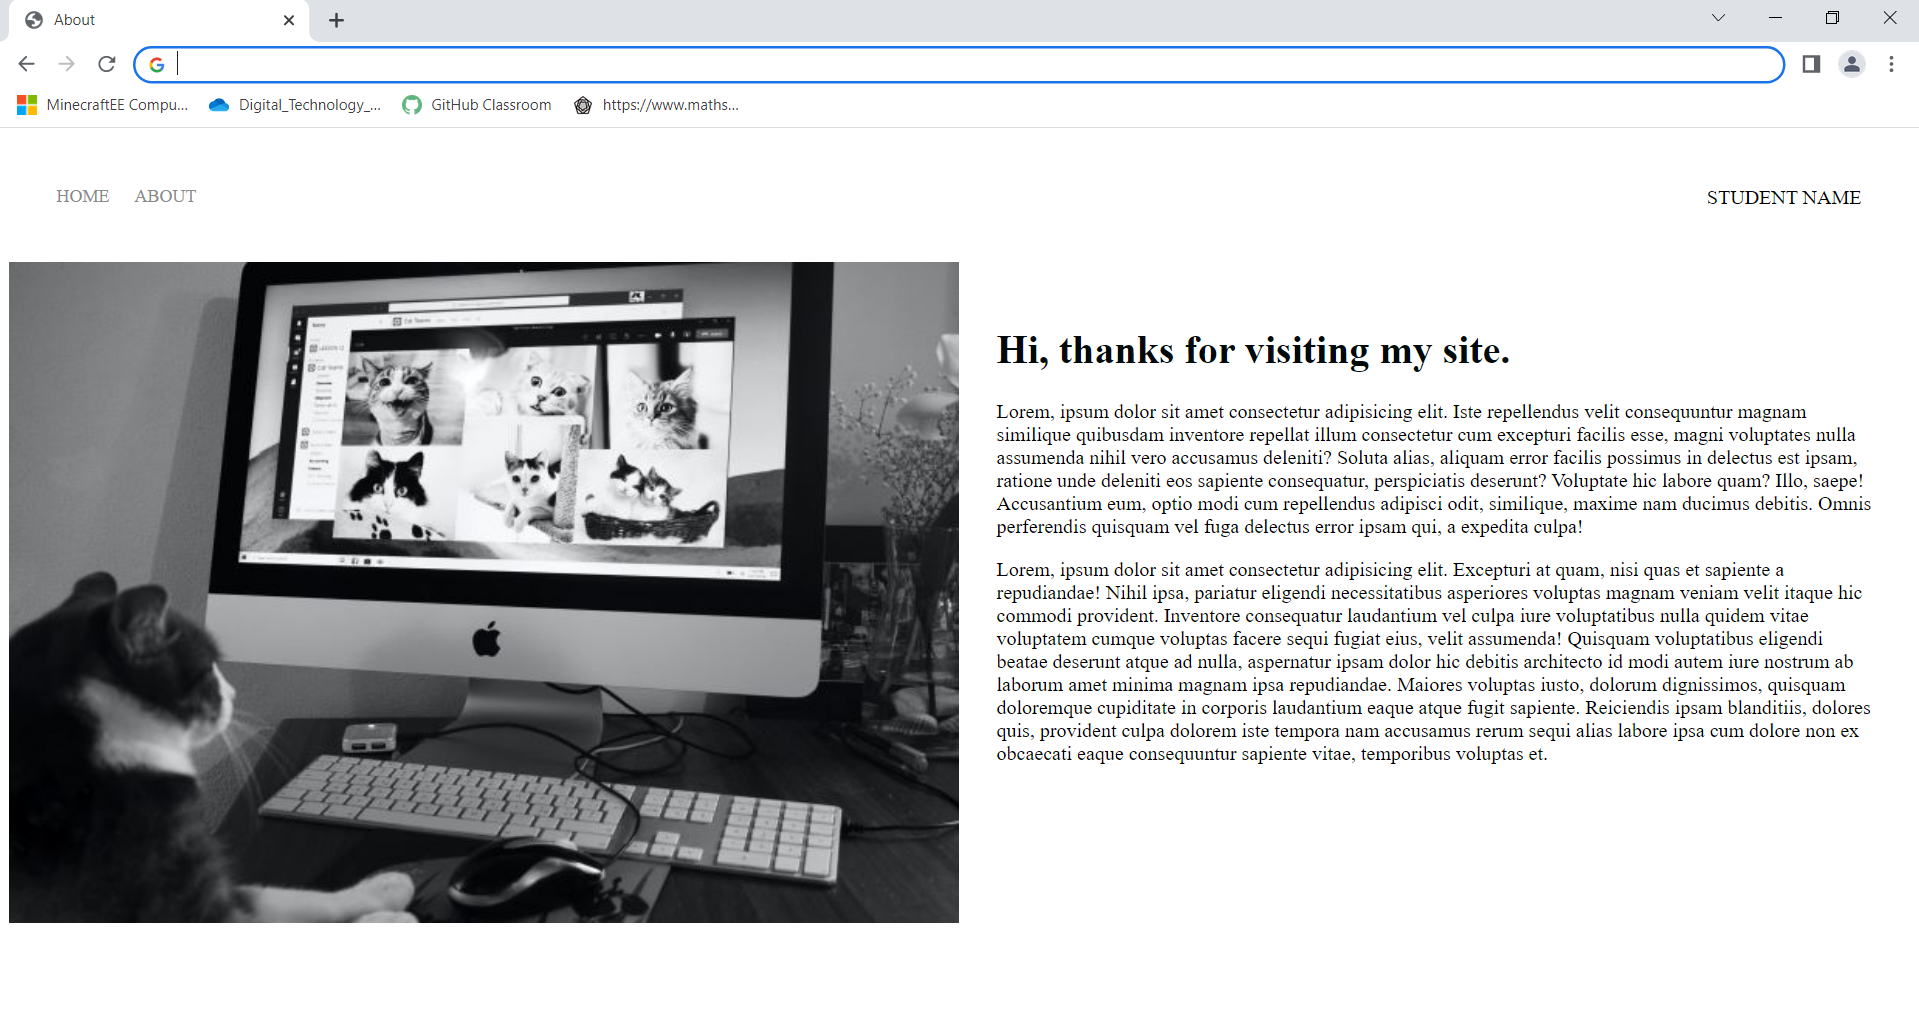 About
MinecraftEE Compu...
Digital_Technology_...
GitHub Classroom
https://www.maths...
HOME
ABOUT
STUDENT NAME
Hi, thanks for visiting my site.
Lorem, ipsum dolor sit amet consectetur adipisicing elit. Iste repellendus velit consequuntur magnam
similique quibusdam inventore repellat illum consectetur cum excepturi facilis esse, magni voluptates nulla
assumenda nihil vero accusamus deleniti? Soluta alias, aliquam error facilis possimus in delectus est ipsam,
ratione unde deleniti eos sapiente consequatur, perspiciatis deserunt? Voluptate hic labore quam? Illo, saepe!
Accusantium eum, optio modi cum repellendus adipisci odit, similique, maxime nam ducimus debitis. Omnis
perferendis quisquam vel fuga delectus error ipsam qui, a expedita culpa!
Lorem, ipsum dolor sit amet consectetur adipisicing elit. Excepturi at quam, nisi quas et sapiente a
repudiandae! Nihil ipsa, pariatur eligendi necessitatibus asperiores voluptas magnam veniam velit itaque hic
commodi provident. Inventore consequatur laudantium vel culpa iure voluptatibus nulla quidem vitae
voluptatem cumque voluptas facere sequi fugiat eius, velit assumenda! Quisquam voluptatibus eligendi
beatae deserunt atque ad nulla, aspernatur ipsam dolor hic debitis architecto id modi autem iure nostrum ab
laborum amet minima magnam ipsa repudiandae. Maiores voluptas iusto, dolorum dignissimos, quisquam
doloremque cupiditate in corporis laudantium eaque atque fugit sapiente. Reiciendis ipsam blanditiis, dolores
quis, provident culpa dolorem iste tempora nam accusamus rerum sequi alias labore ipsa cum dolore non ex
obcaecati eaque consequuntur sapiente vitae, temporibus voluptas et.